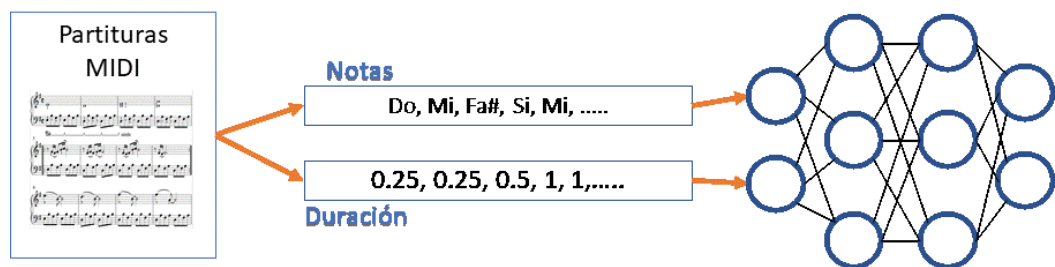 Partituras
MIDI
Notas
Do, Mi, Fa#, Si, Mi, .....
0.25, 0.25, 0.5, 1, 1,.....
Duración